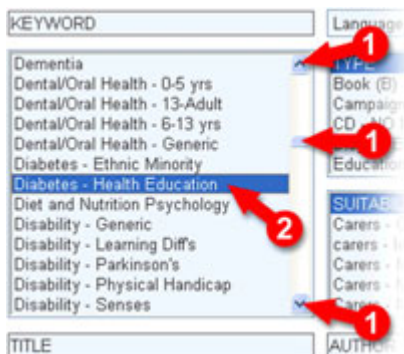 KEYWORD
Dementia
Dental/Oral Health - 0-5 yrs
Dental/Oral Health - 13-Adult
Dental/Oral Health - 6-13 yrs
Dental/Oral Health - Generic
Diabetes - Ethnic Minority
Diabetes - Health Education
Diet and Nutrition Psychology
Disability - Generic
Disability - Learning Diff's
Disability - Parkinson's
Disability - Physical Handicap
Disability - Senses
TITLE
1
1
2
1
Language
TYPE
Book (B)
Campaign
CD - NO
Education
SUITAB
Carers -
carers -
Carers -
Carers -
Carers -
AUTHOR